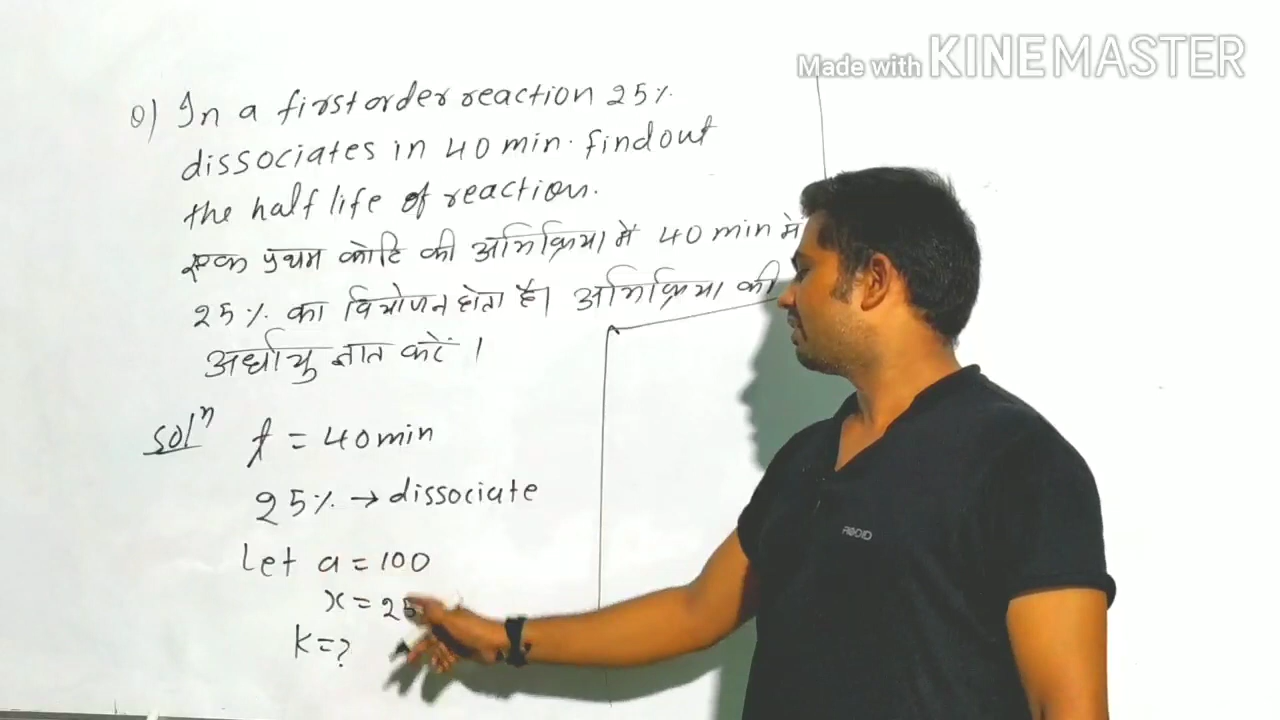 Made with KINEMASTER
Q) In a first order reaction 25%
dissociates in 40 min. find out
the half life of reaction.
एक प्रथम कोटि की अभिक्रिया में 40 min में
25% का वियोजन होता है। अभिक्रिया की
अर्धायु ज्ञात करें।
Solⁿ t = 40 min
25% → dissociate
Let a = 100
x = 25
K = ?